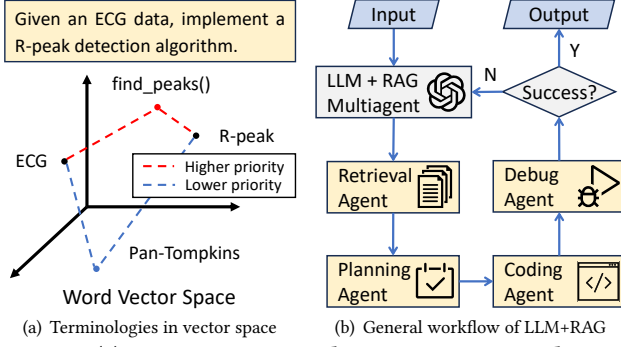 Given an ECG data, implement a
R-peak detection algorithm.
find_peaks()
R-peak
ECG
Higher priority
Lower priority
Pan-Tompkins
Word Vector Space
(a) Terminologies in vector space
Input
Output
Y
N
LLM + RAG
Multiagent
Success?
Retrieval
Agent
Debug
Agent
Planning
Agent
Coding
Agent
</>
(b) General workflow of LLM+RAG